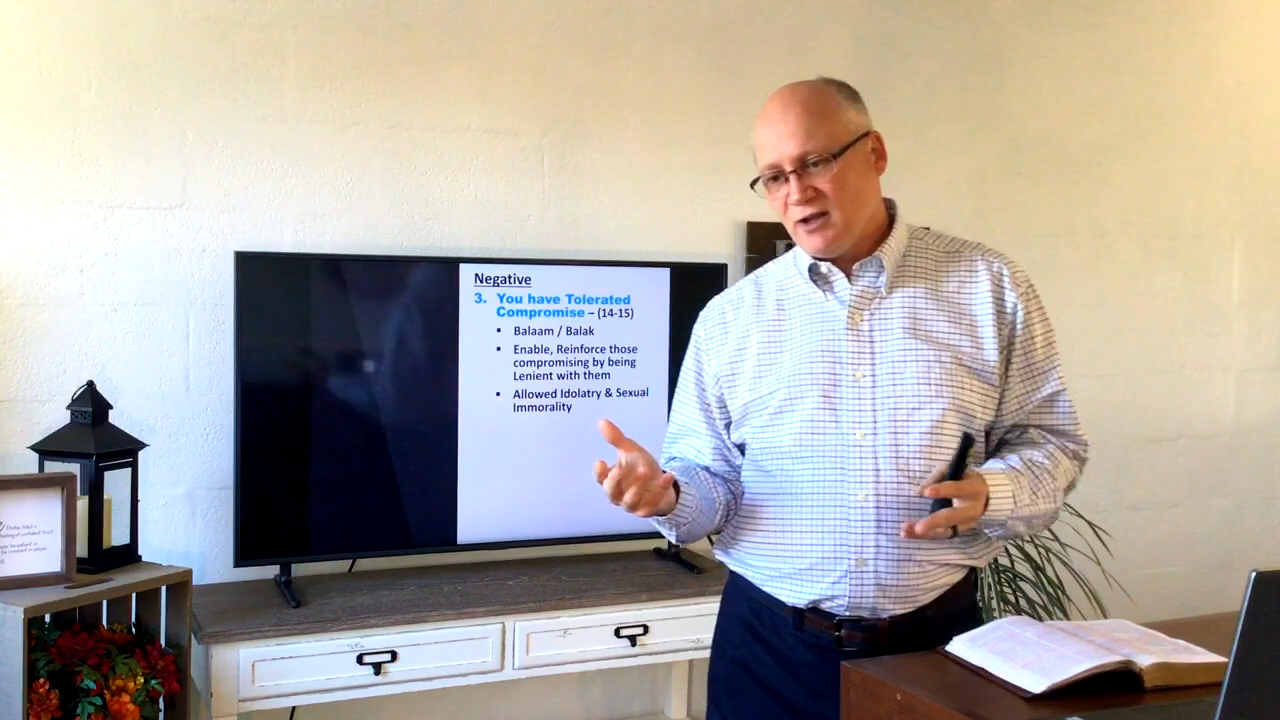 Negative
3. You have Tolerated
Compromise – (14-15)
▪ Balaam / Balak
▪ Enable, Reinforce those
compromising by being
Lenient with them
▪ Allowed Idolatry & Sexual
Immorality